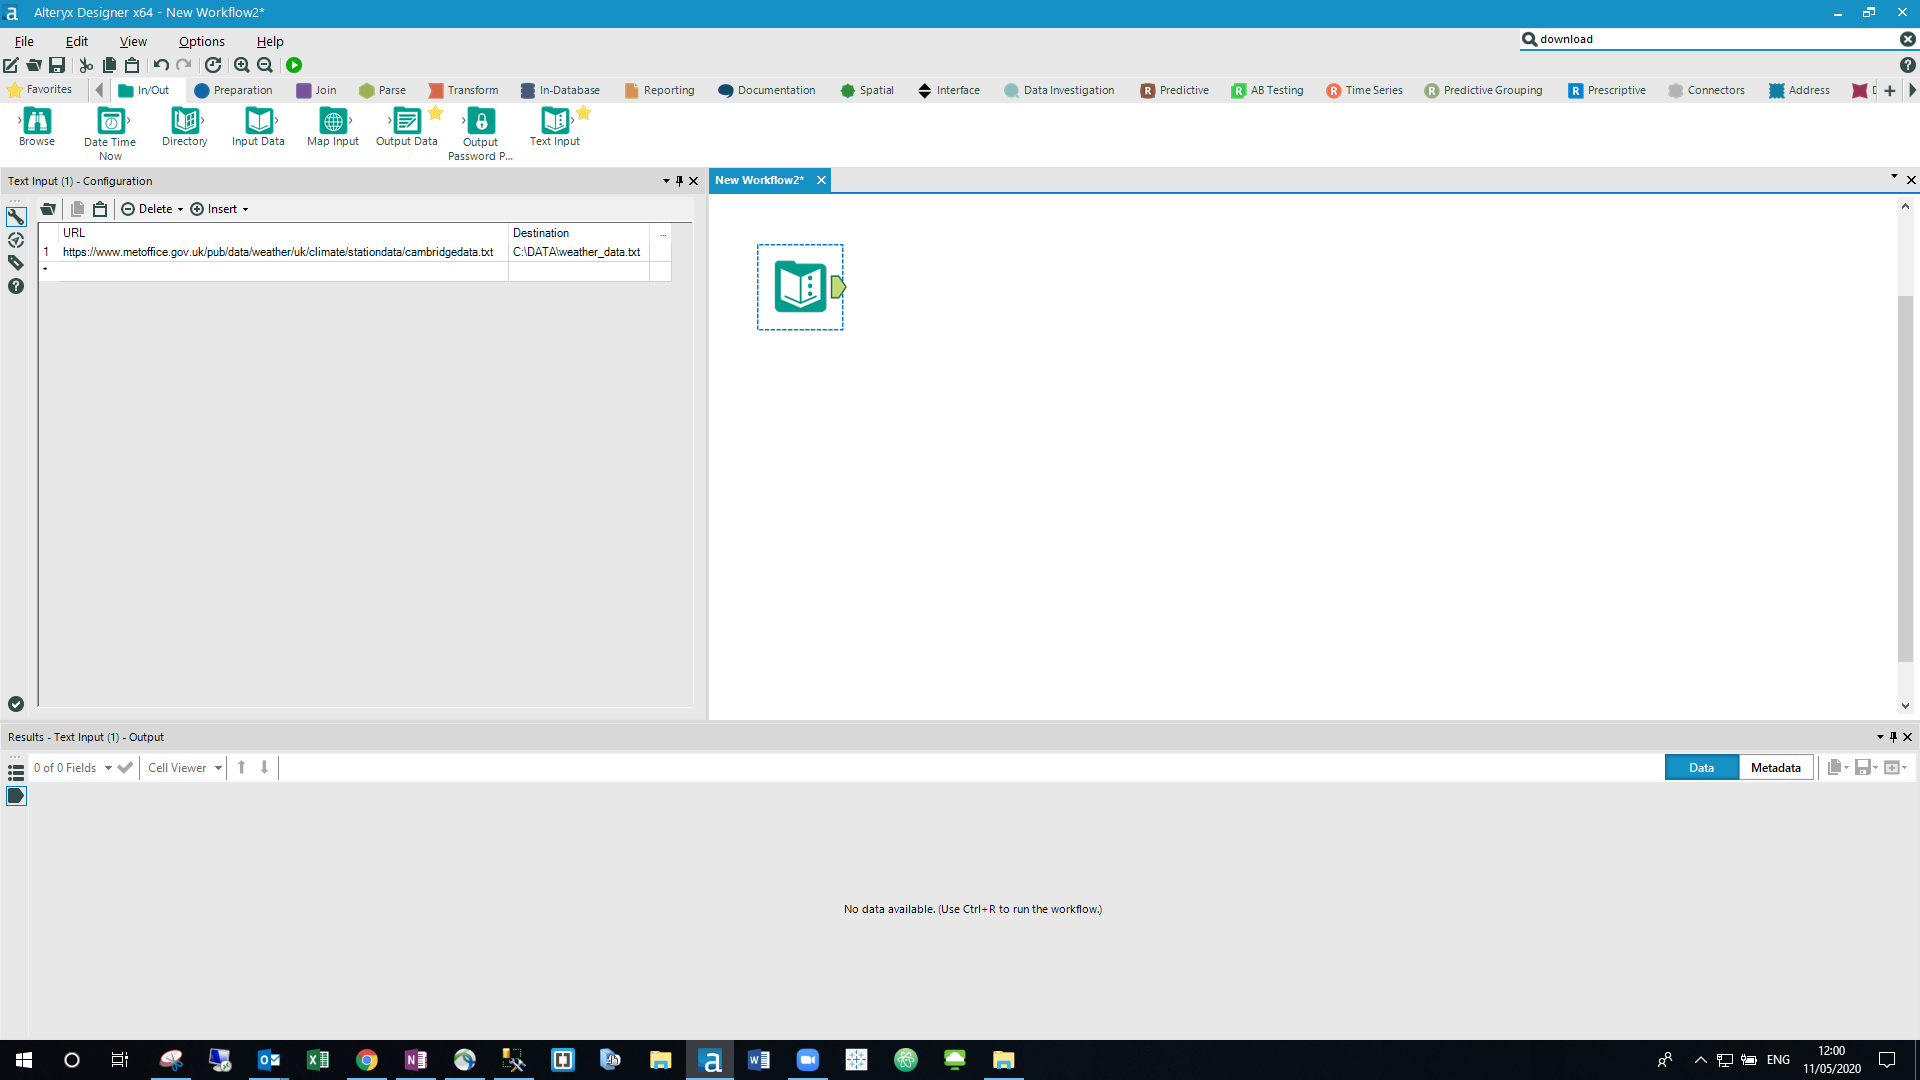 Alteryx Designer x64 - New Workflow2*
File Edit View Options Help
download
Favorites In/Out Preparation Join Parse Transform In-Database Reporting Documentation Spatial Interface Data Investigation Predictive AB Testing Time Series Predictive Grouping Prescriptive Connectors Address
Browse Date Time Now Directory Input Data Map Input Output Data Output Password P... Text Input
Text Input (1) - Configuration
New Workflow2*
Delete Insert
URL Destination ...
1 https://www.metoffice.gov.uk/pub/data/weather/uk/climate/stationdata/cambridgedata.txt C:\DATA\weather_data.txt
Results - Text Input (1) - Output
0 of 0 Fields Cell Viewer Data Metadata
No data available. (Use Ctrl+R to run the workflow.)
ENG
12:00
11/05/2020